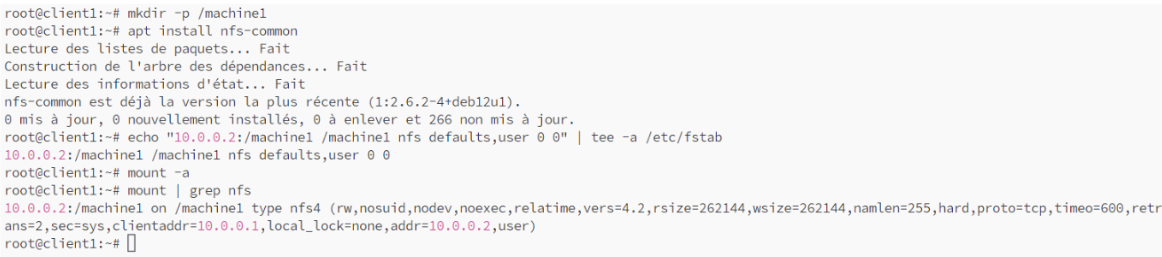 root@client1:~# mkdir -p /machine1
root@client1:~# apt install nfs-common
Lecture des listes de paquets... Fait
Construction de l'arbre des dépendances... Fait
Lecture des informations d'état... Fait
nfs-common est déjà la version la plus récente (1:2.6.2-4+deb12u1).
0 mis à jour, 0 nouvellement installés, 0 à enlever et 266 non mis à jour.
root@client1:~# echo "10.0.0.2:/machine1 /machine1 nfs defaults,user 0 0" | tee -a /etc/fstab
10.0.0.2:/machine1 /machine1 nfs defaults,user 0 0
root@client1:~# mount -a
root@client1:~# mount | grep nfs
10.0.0.2:/machine1 on /machine1 type nfs4 (rw,nosuid,nodev,noexec,relatime,vers=4.2,rsize=262144,wsize=262144,namlen=255,hard,proto=tcp,timeo=600,retr
ans=2,sec=sys,clientaddr=10.0.0.1,local_lock=none,addr=10.0.0.2,user)
root@client1:~#